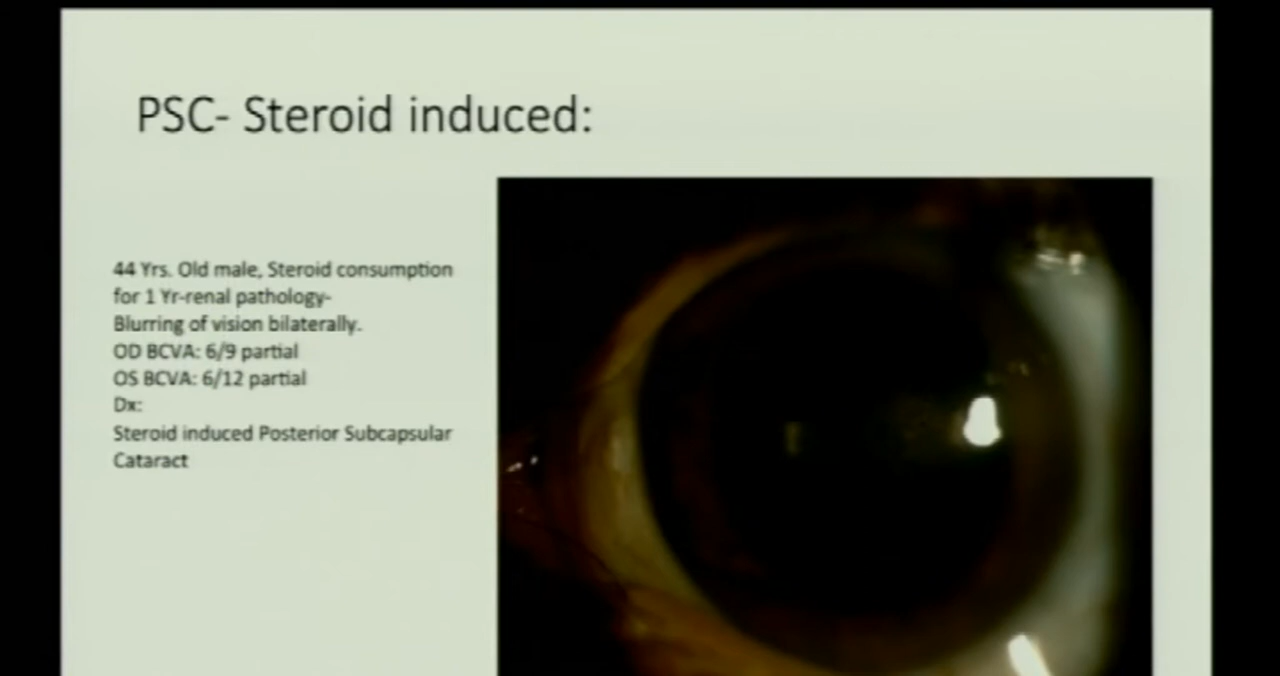 PSC- Steroid induced:
44 Yrs. Old male, Steroid consumption
for 1 Yr-renal pathology-
Blurring of vision bilaterally.
OD BCVA: 6/9 partial
OS BCVA: 6/12 partial
Dx:
Steroid induced Posterior Subcapsular
Cataract